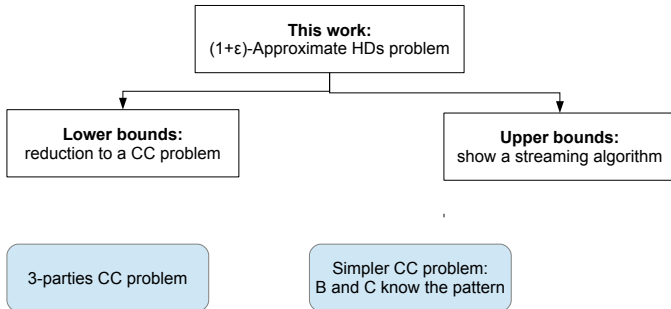 This work:
(1+ε)-Approximate HDs problem
Lower bounds:
reduction to a CC problem
Upper bounds:
show a streaming algorithm
3-parties CC problem
Simpler CC problem:
B and C know the pattern